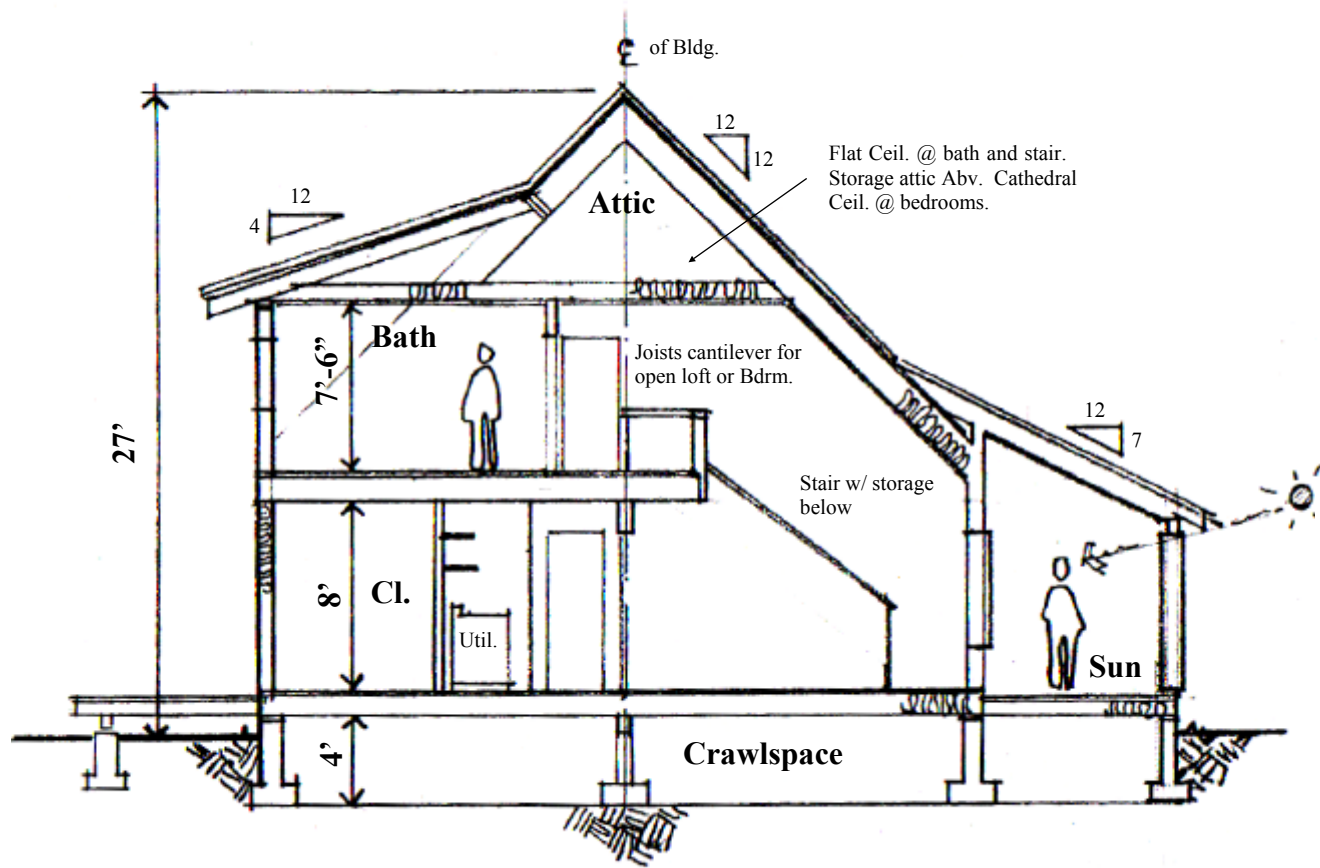 ℄ of Bldg.
12
12
Flat Ceil. @ bath and stair.
Storage attic Abv. Cathedral
Ceil. @ bedrooms.
12
4
Attic
Bath
7’-6”
Joists cantilever for
open loft or Bdrm.
12
7
27’
Stair w/ storage
below
8’
Cl.
Util.
Sun
4’
Crawlspace